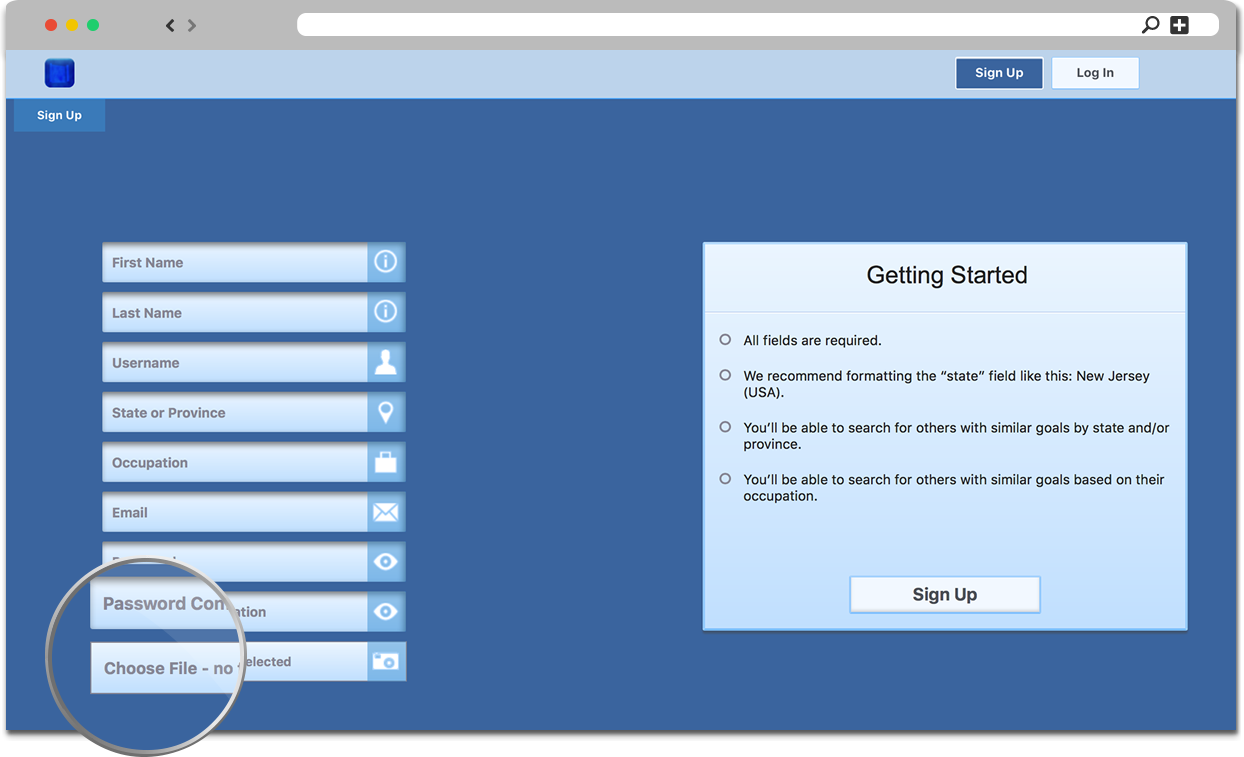 Sign Up
Log In
Sign Up
First Name
Last Name
Username
State or Province
Occupation
Email
Password Con
ation
Choose File - no
elected
Getting Started
All fields are required.
We recommend formatting the “state” field like this: New Jersey
(USA).
You’ll be able to search for others with similar goals by state and/or
province.
You’ll be able to search for others with similar goals based on their
occupation.
Sign Up